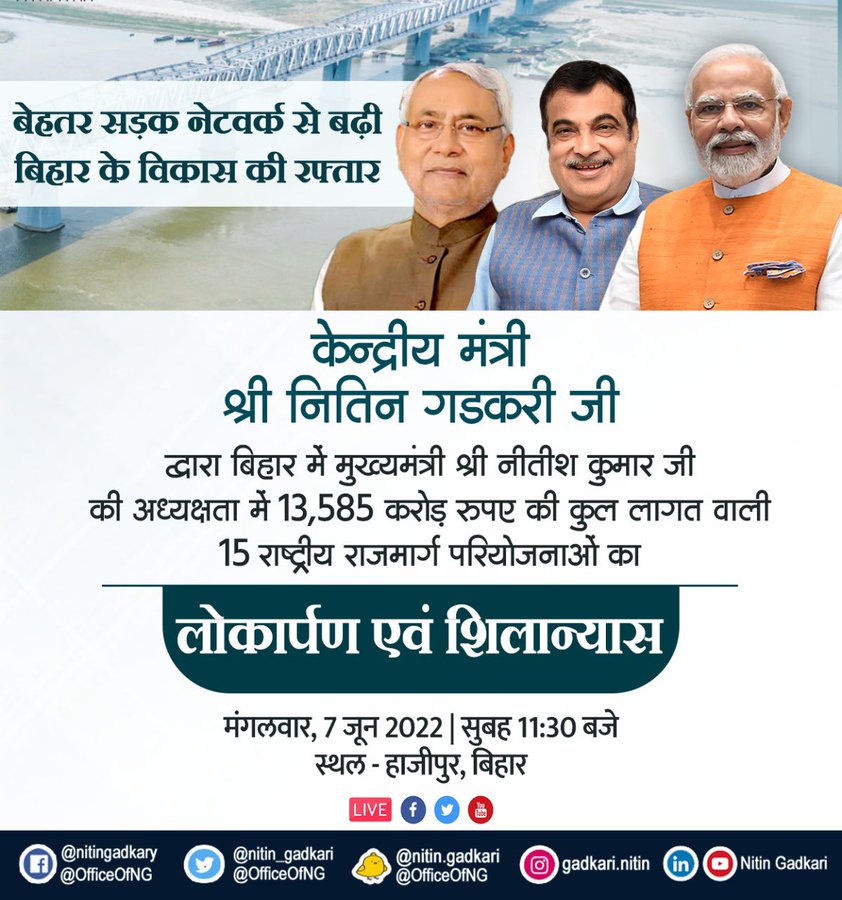 बेहतर सड़क नेटवर्क से बढ़ी
बिहार के विकास की रफ्तार
केन्द्रीय मंत्री
श्री नितिन गडकरी जी
द्वारा बिहार में मुख्यमंत्री श्री नीतीश कुमार जी
की अध्यक्षता में 13,585 करोड़ रुपए की कुल लागत वाली
15 राष्ट्रीय राजमार्ग परियोजनाओं का
लोकार्पण एवं शिलान्यास
मंगलवार, 7 जून 2022 | सुबह 11:30 बजे
स्थल - हाजीपुर, बिहार
LIVE You Tube
@nitingadkary
@OfficeOfNG
@nitin_gadkari
@OfficeOfNG
@nitin.gadkari
@OfficeOfNG
gadkari.nitin
Nitin Gadkari